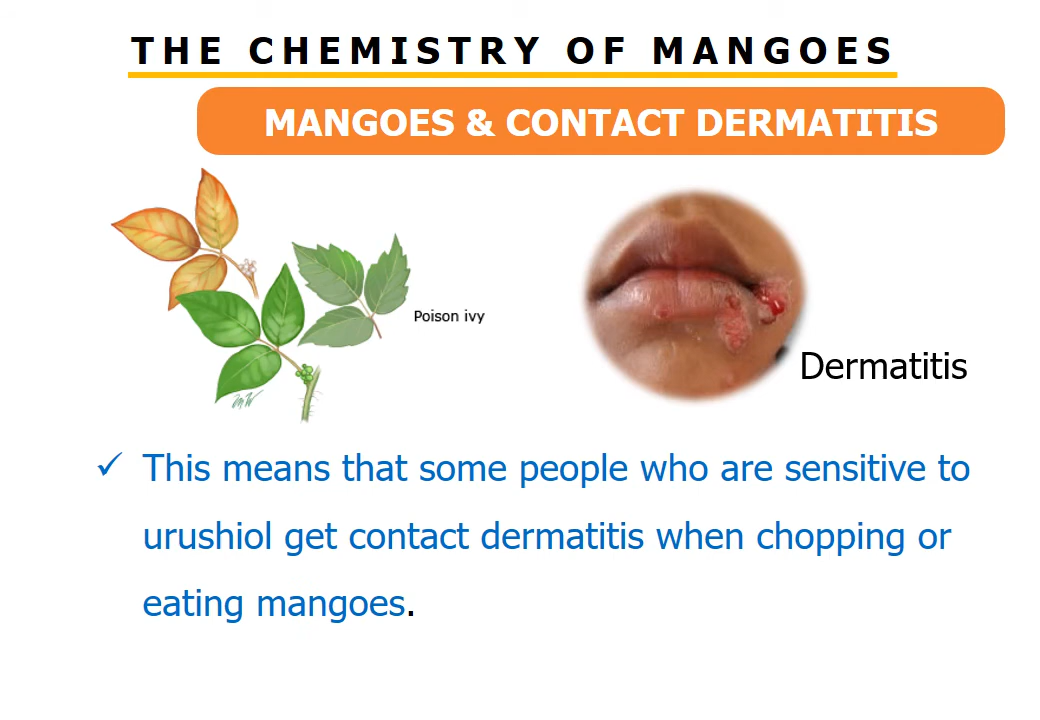 THE CHEMISTRY OF MANGOES
MANGOES & CONTACT DERMATITIS
Poison ivy
Dermatitis
✓ This means that some people who are sensitive to
urushiol get contact dermatitis when chopping or
eating mangoes.